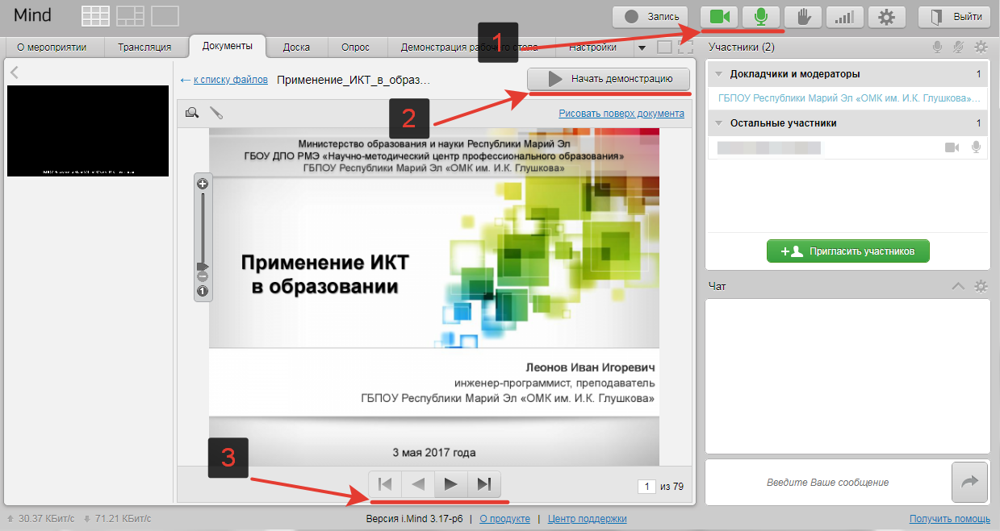 Mind
Запись
Выйти
1
О мероприятии
Трансляция
Документы
Доска
Опрос
Демонстрация рабочего стола
Настройки
Участники (2)
← к списку файлов
Применение_ИКТ_в_образ...
Начать демонстрацию
2
Рисовать поверх документа
Докладчики и модераторы
1
ГБПОУ Республики Марий Эл «ОМК им. И.К. Глушкова»...
Остальные участники
1
Пригласить участников
Чат
Министерство образования и науки Республики Марий Эл
ГБОУ ДПО РМЭ «Научно-методический центр профессионального образования»
ГБПОУ Республики Марий Эл «ОМК им. И.К. Глушкова»
1
Применение ИКТ
в образовании
Леонов Иван Игоревич
инженер-программист, преподаватель
ГБПОУ Республики Марий Эл «ОМК им. И.К. Глушкова»
3 мая 2017 года
3
1 из 79
Введите Ваше сообщение
30.37 КБит/с
71.21 КБит/с
Версия i.Mind 3.17-p6 | О продукте | Центр поддержки
Получить помощь